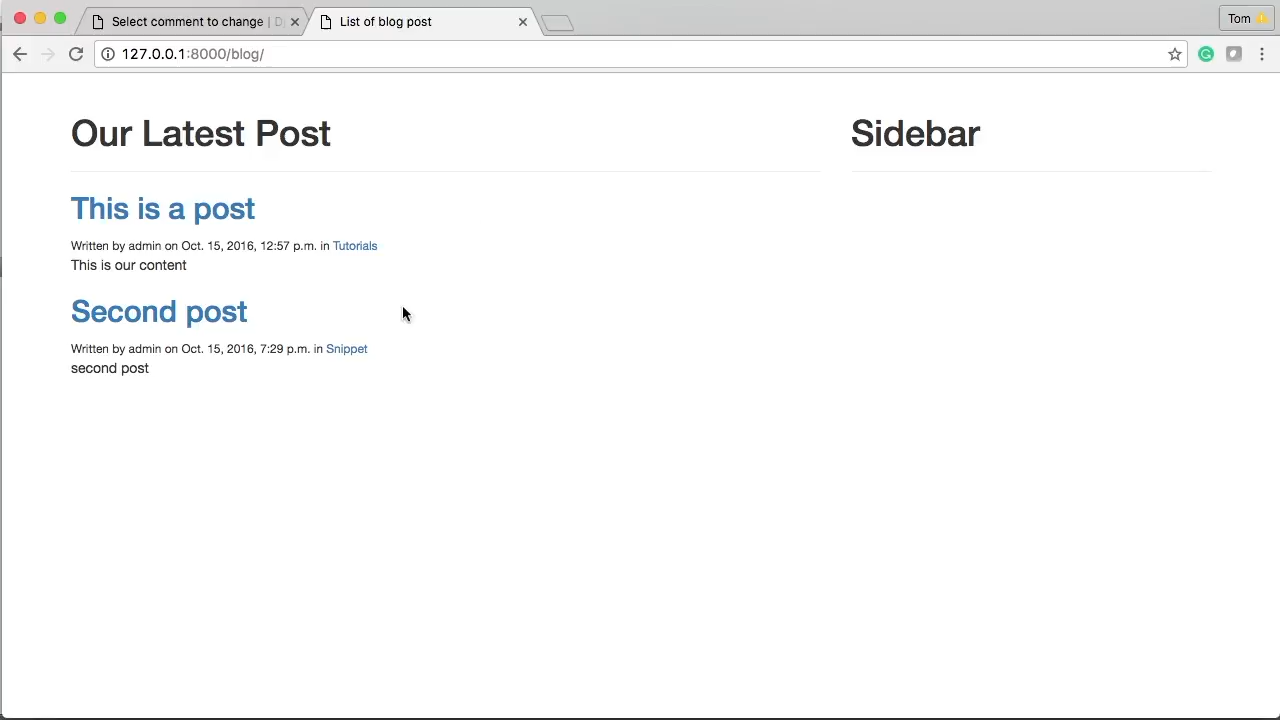 Select comment to change | D
List of blog post
Tom
127.0.0.1:8000/blog/
Our Latest Post
Sidebar
This is a post
Written by admin on Oct. 15, 2016, 12:57 p.m. in Tutorials
This is our content
Second post
Written by admin on Oct. 15, 2016, 7:29 p.m. in Snippet
second post